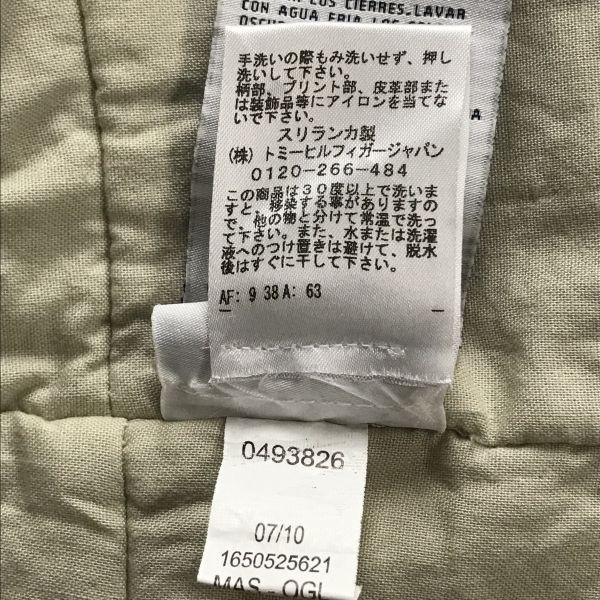 LOS CIERRES.LAVAR
CON AGUA FRIA LOS
OSCU
手洗いの際もみ洗いせず、押し
洗いして下さい。
柄部、プリント部、皮革部また
は装飾品等にアイロンを当てな
いで下さい。
スリランカ製
(株) トミーヒルフィガージャパン
0120-266-484
この商品は30度以上で洗いま
すと、移染する事がありますの
で、他の物と分けて常温で洗っ
て下さい。また、水または洗濯
液へのつけ置きは避けて、脱水
後はすぐに干して下さい。
AF: 9 38 A: 63
A
0493826
07/10
1650525621
MAS - OGL